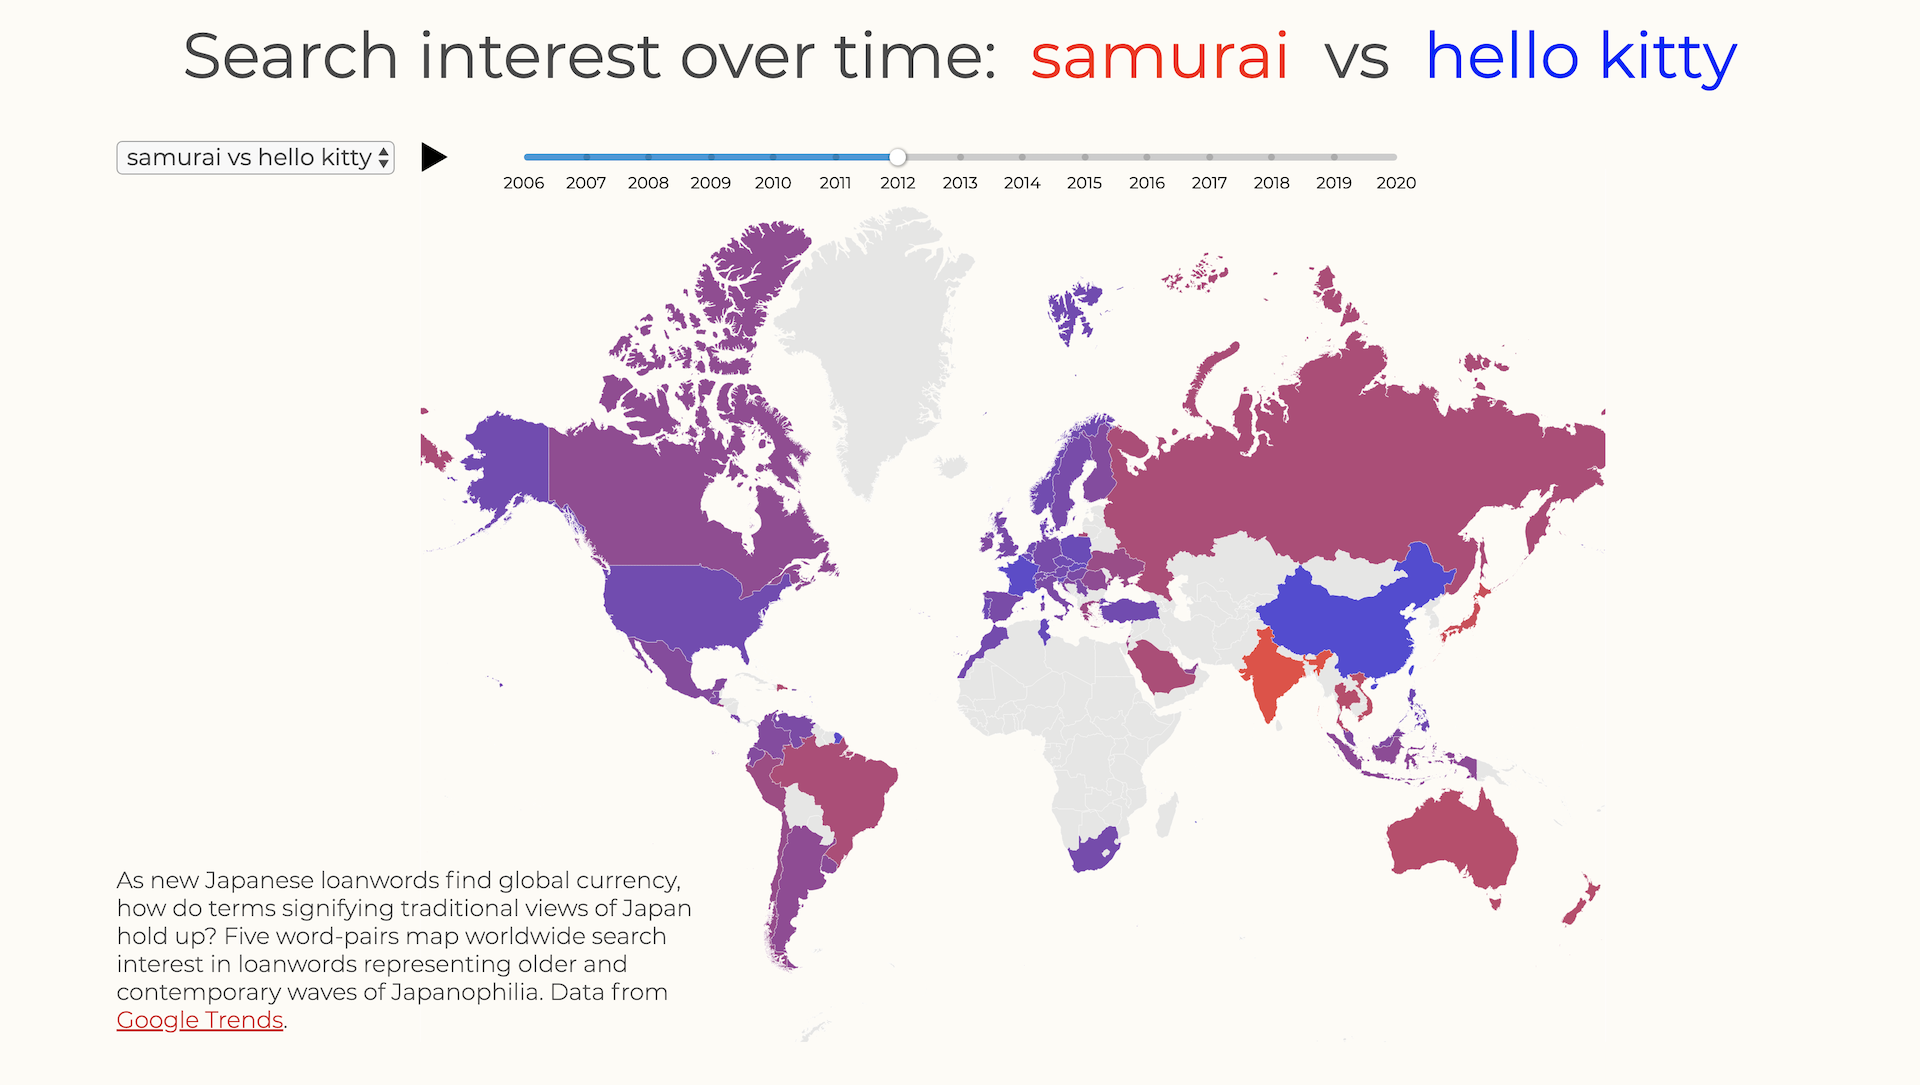 Search interest over time: samurai vs hello kitty
samurai vs hello kitty
2006 2007 2008 2009 2010 2011 2012 2013 2014 2015 2016 2017 2018 2019 2020
As new Japanese loanwords find global currency,
how do terms signifying traditional views of Japan
hold up? Five word-pairs map worldwide search
interest in loanwords representing older and
contemporary waves of Japanophilia. Data from
Google Trends.